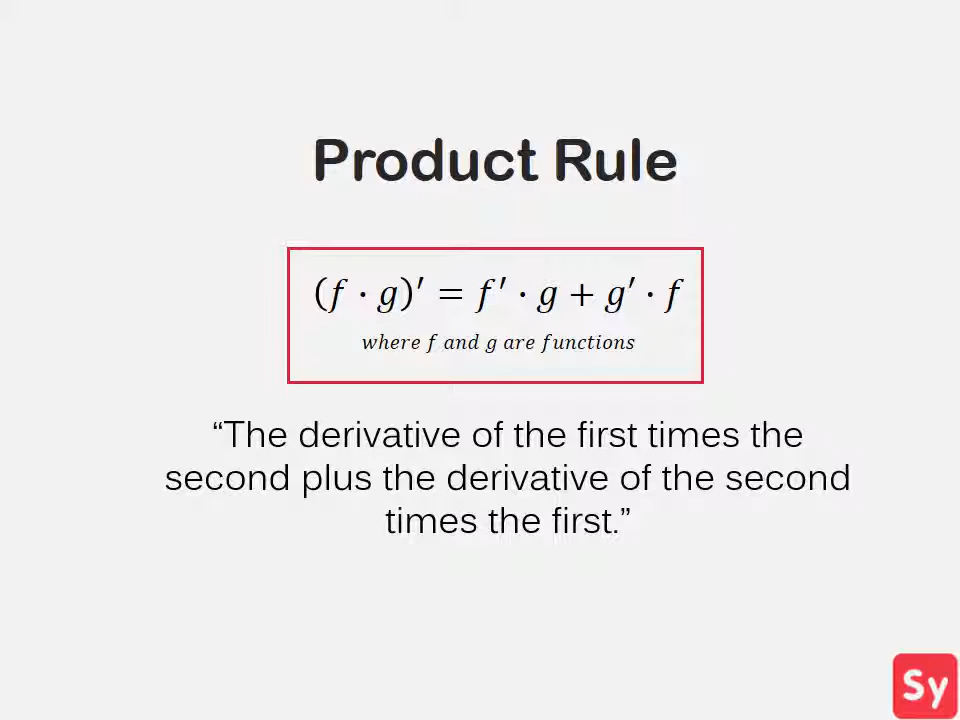 Product Rule
(f · g)′ = f′ · g + g′ · f
where f and g are functions
“The derivative of the first times the
second plus the derivative of the second
times the first.”
Sy